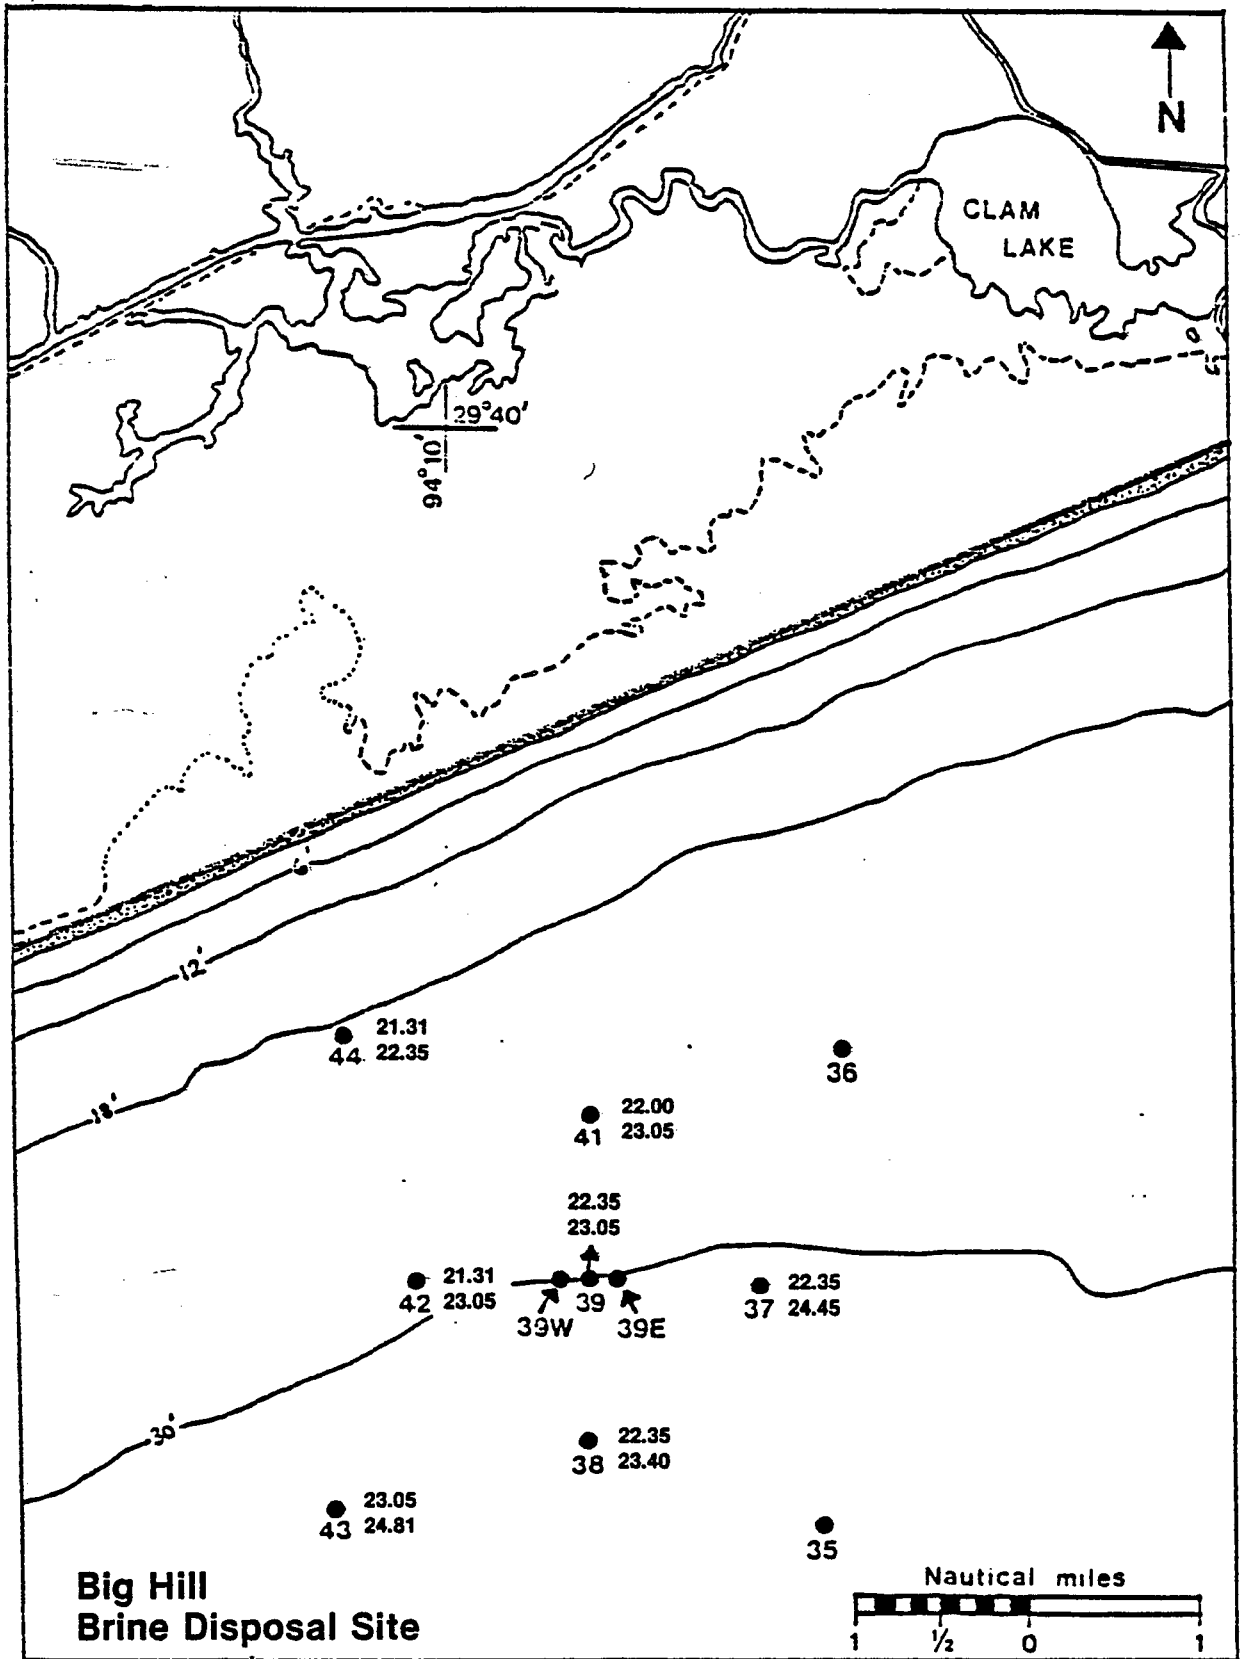 N
CLAM
LAKE
29°40'
94°10'
6'
12'
18'
21.31
44 22.35
36
22.00
41 23.05
22.35
23.05
21.31
42 23.05
39W
39
39E
22.35
37 24.45
30'
22.35
38 23.40
23.05
43 24.81
35
Big Hill
Brine Disposal Site
Nautical miles
1 ½ 0 1